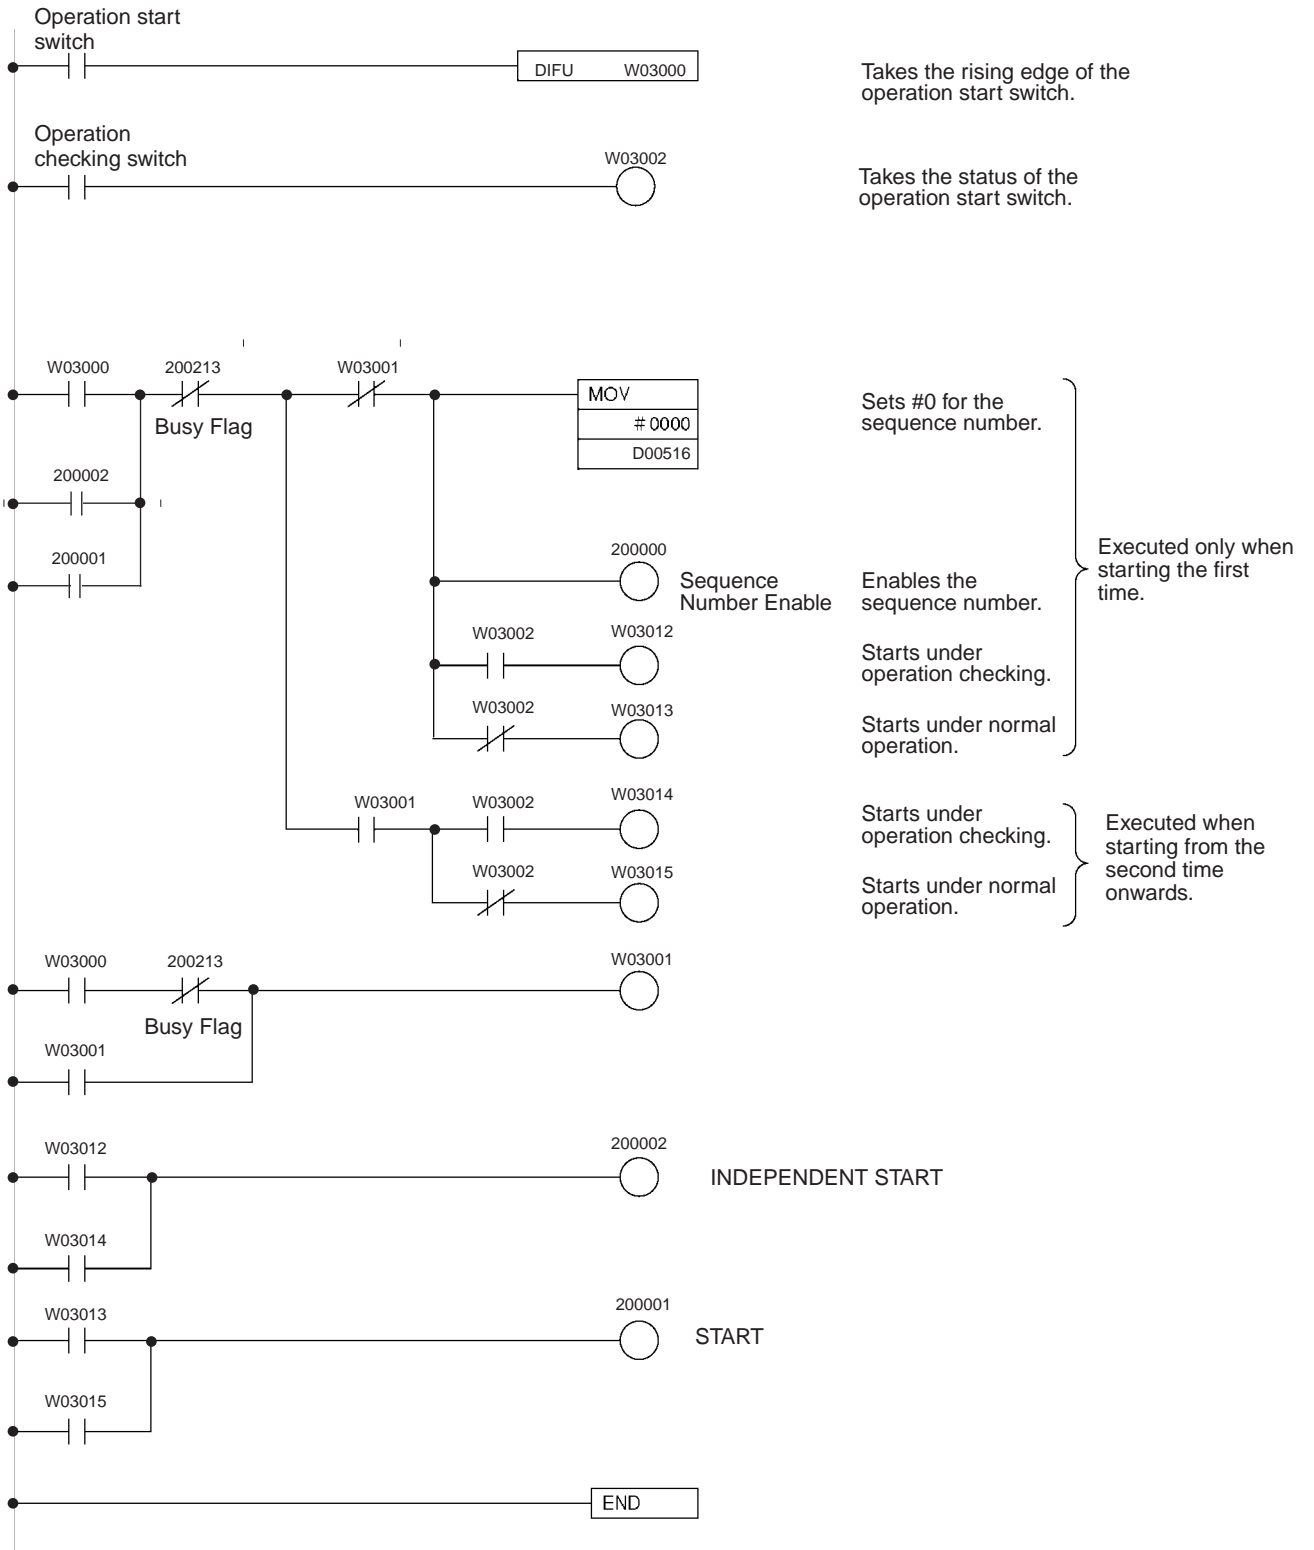 Operation start
switch
DIFU W03000
Takes the rising edge of the
operation start switch.
Operation
checking switch
W03002
Takes the status of the
operation start switch.
W03000
200213
W03001
Busy Flag
MOV
# 0000
D00516
Sets #0 for the
sequence number.
200002
200001
200000
Sequence
Number Enable
Enables the
sequence number.
Executed only when
starting the first
time.
W03002
W03012
Starts under
operation checking.
W03002
W03013
Starts under normal
operation.
W03001
W03002
W03014
Starts under
operation checking.
Executed when
starting from the
second time
onwards.
W03002
W03015
Starts under normal
operation.
W03000
200213
W03001
Busy Flag
W03001
W03012
200002
INDEPENDENT START
W03014
W03013
200001
START
W03015
END